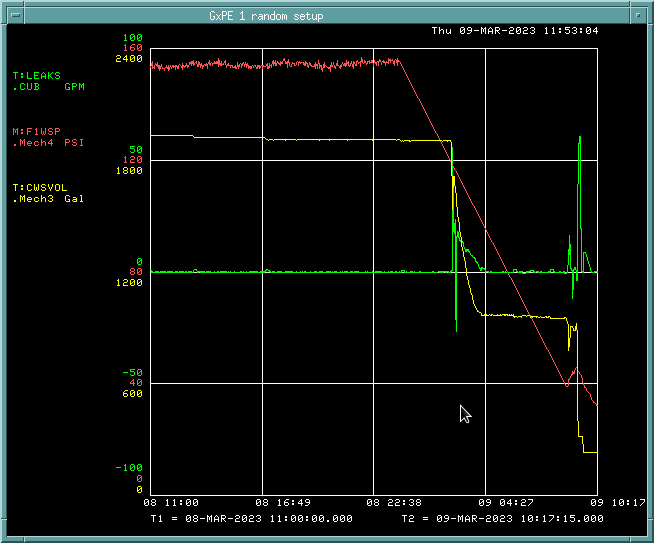 GxPE 1 random setup
Thu 09-MAR-2023 11:53:04
100
160
2400
T:LEAKS
.CUB GPM
M:F1WSP
.Mech4 PSI
50
120
1800
T:CWSVOL
.Mech3 Gal
0
80
1200
-50
40
600
-100
0
0
08 11:00 08 16:49 08 22:38 09 04:27 09 10:17
T1 = 08-MAR-2023 11:00:00.000 T2 = 09-MAR-2023 10:17:15.000